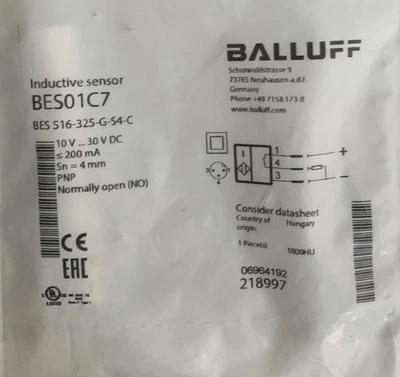 BALLUFF
Schurwaldstrasse 9
73765 Neuhausen a.d.F.
Germany
Phone +49 7158 173-0
www.balluff.com
Inductive sensor
BES01C7
BES 516-325-G-S4-C
10 V ... 30 V DC
≤ 200 mA
Sn = 4 mm
PNP
Normally open (NO)
1
4
3
+
−
Consider datasheet
Country of origin: Hungary
1 Piece(s)
1809HU
06964192
218997
CE
EAC
UL
LISTED